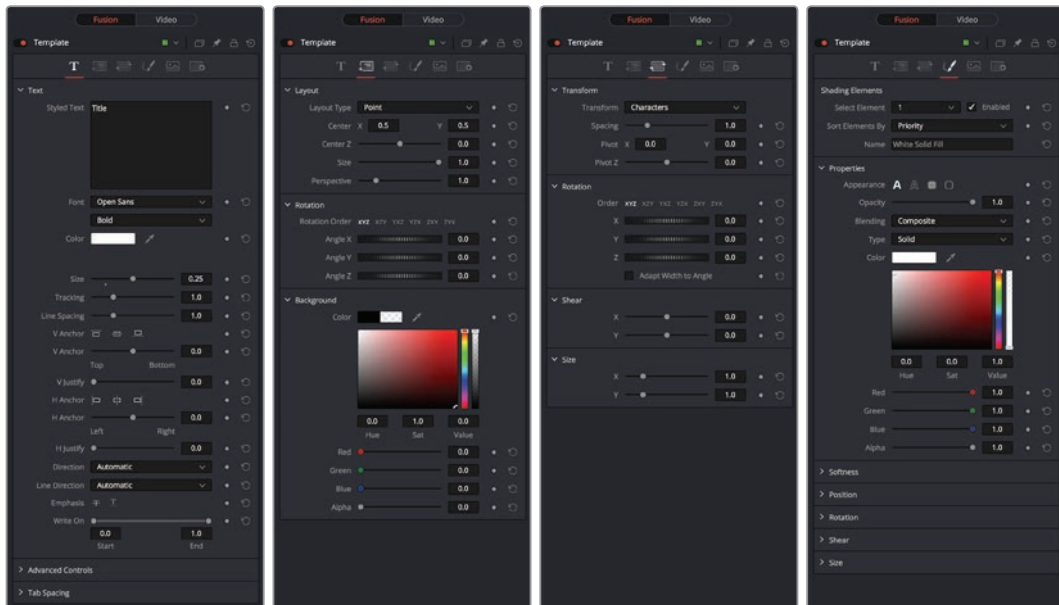 Fusion Video
Template
Text
Styled Text Title
Font Open Sans
Bold
Color
Size 0.25
Tracking 1.0
Line Spacing 1.0
V Anchor
V Anchor 0.0
Top Bottom
V Justify 0.0
H Anchor
H Anchor 0.0
Left Right
H Justify 0.0
Direction Automatic
Line Direction Automatic
Emphasis
Write On
0.0 1.0
Start End
Advanced Controls
Tab Spacing
Fusion Video
Template
Layout
Layout Type Point
Center X 0.5 Y 0.5
Center Z 0.0
Size 1.0
Perspective 1.0
Rotation
Rotation Order XYZ XZY YXZ YZX ZXY ZYX
Angle X 0.0
Angle Y 0.0
Angle Z 0.0
Background
Color
0.0 1.0 0.0
Hue Sat Value
Red 0.0
Green 0.0
Blue 0.0
Alpha 0.0
Fusion Video
Template
Transform
Transform Characters
Spacing 1.0
Pivot X 0.0 Y 0.0
Pivot Z 0.0
Rotation
Order XYZ XZY YXZ YZX ZXY ZYX
X 0.0
Y 0.0
Z 0.0
Adapt Width to Angle
Shear
X
Y
Size
X 1.0
Y 1.0
Fusion Video
Template
Shading Elements
Select Element 1 Enabled
Sort Elements By Priority
Name White Solid Fill
Properties
Appearance
Opacity 1.0
Blending Composite
Type Solid
Color
0.0 0.0 1.0
Hue Sat Value
Red 1.0
Green 1.0
Blue 1.0
Alpha 1.0
Softness
Position
Rotation
Shear
Size